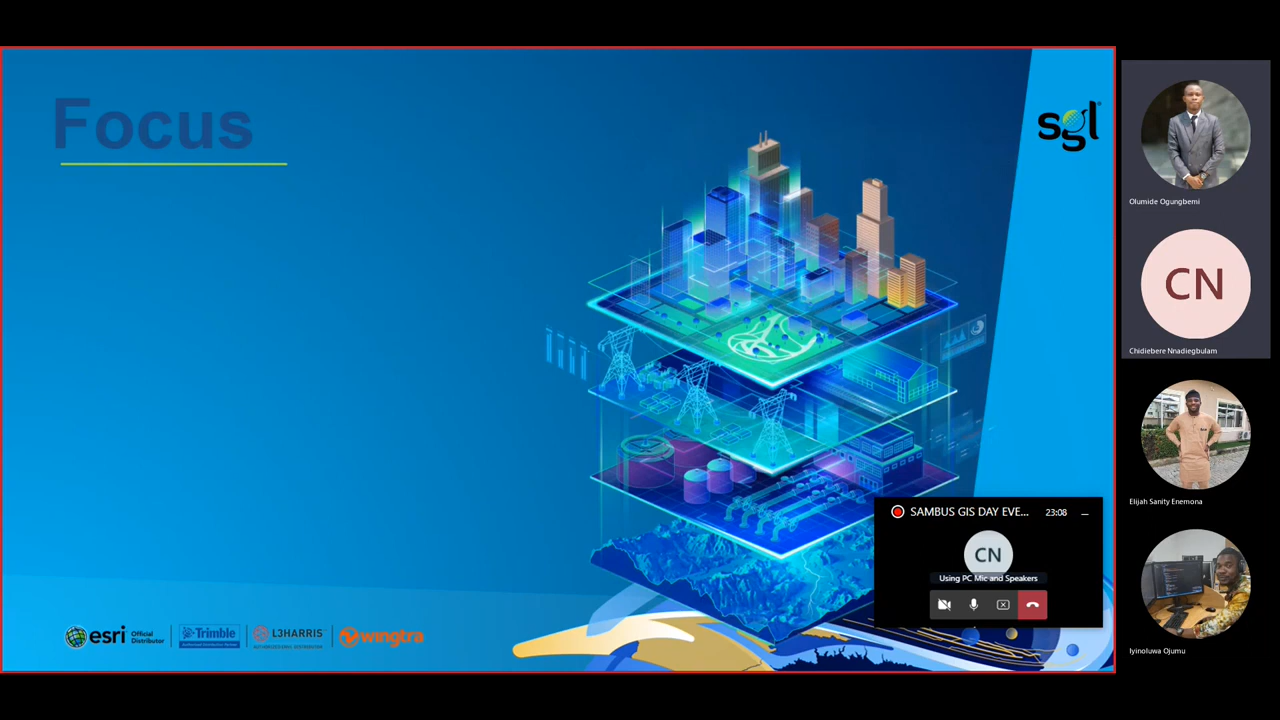 Focus
sgl
SAMBUS GIS DAY EVE... 23:08
CN
Using PC Mic and Speakers
esri Official Distributor
Trimble
L3HARRIS
wingtra
Olumide Ogungbemi
CN
Chidiebere Nnadiegbulam
Elijah Sanity Enemona
Iyinoluwa Ojumu